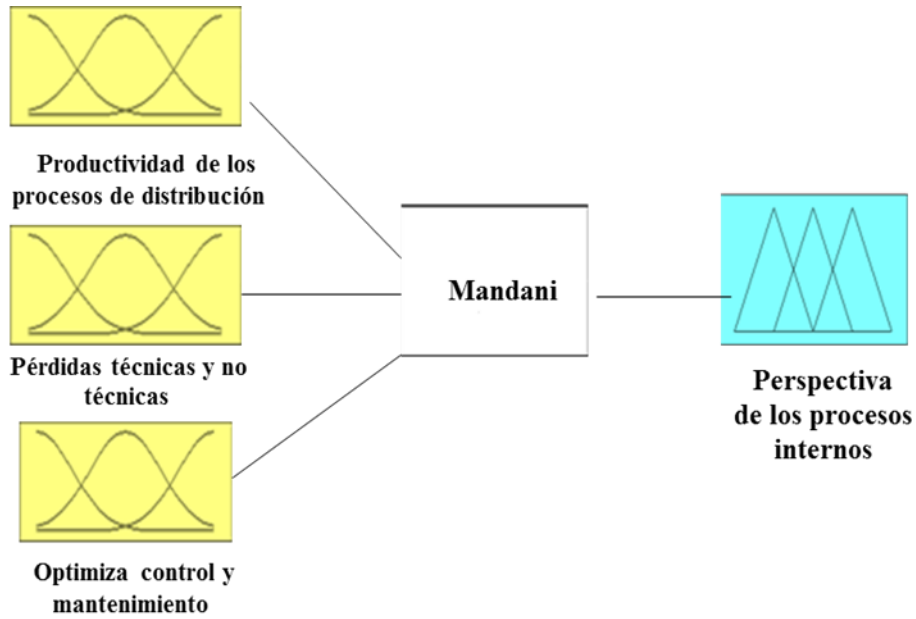 Productividad de los
procesos de distribución
Pérdidas técnicas y no
técnicas
Optimiza control y
mantenimiento
Mandani
Perspectiva
de los procesos
internos